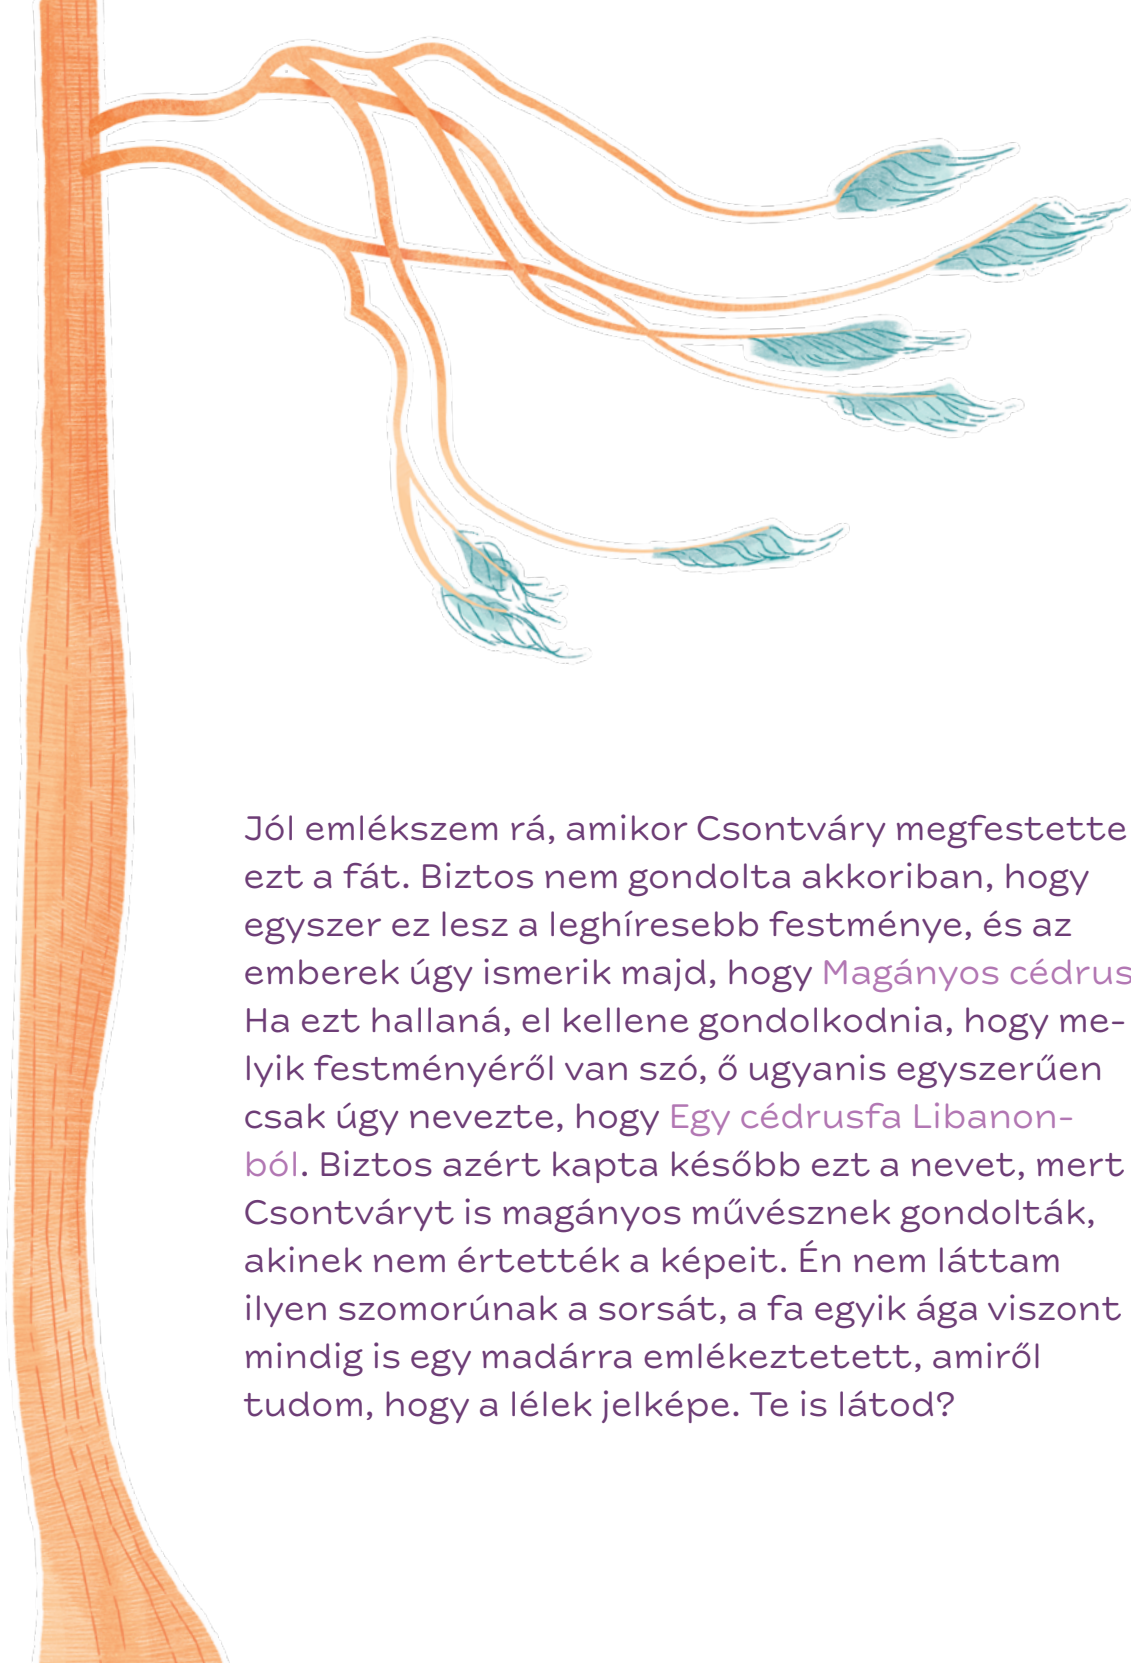 Jól emlékszem rá, amikor Csontváry megfestette
ezt a fát. Biztos nem gondolta akkoriban, hogy
egyszer ez lesz a leghíresebb festménye, és az
emberek úgy ismerik majd, hogy Magányos cédrus
Ha ezt hallaná, el kellene gondolkodnia, hogy me-
lyik festményéről van szó, ő ugyanis egyszerűen
csak úgy nevezte, hogy Egy cédrusfa Libanon-
ból. Biztos azért kapta később ezt a nevet, mert
Csontváryt is magányos művésznek gondolták,
akinek nem értették a képeit. Én nem láttam
ilyen szomorúnak a sorsát, a fa egyik ága viszont
mindig is egy madárra emlékeztetett, amiről
tudom, hogy a lélek jelképe. Te is látod?